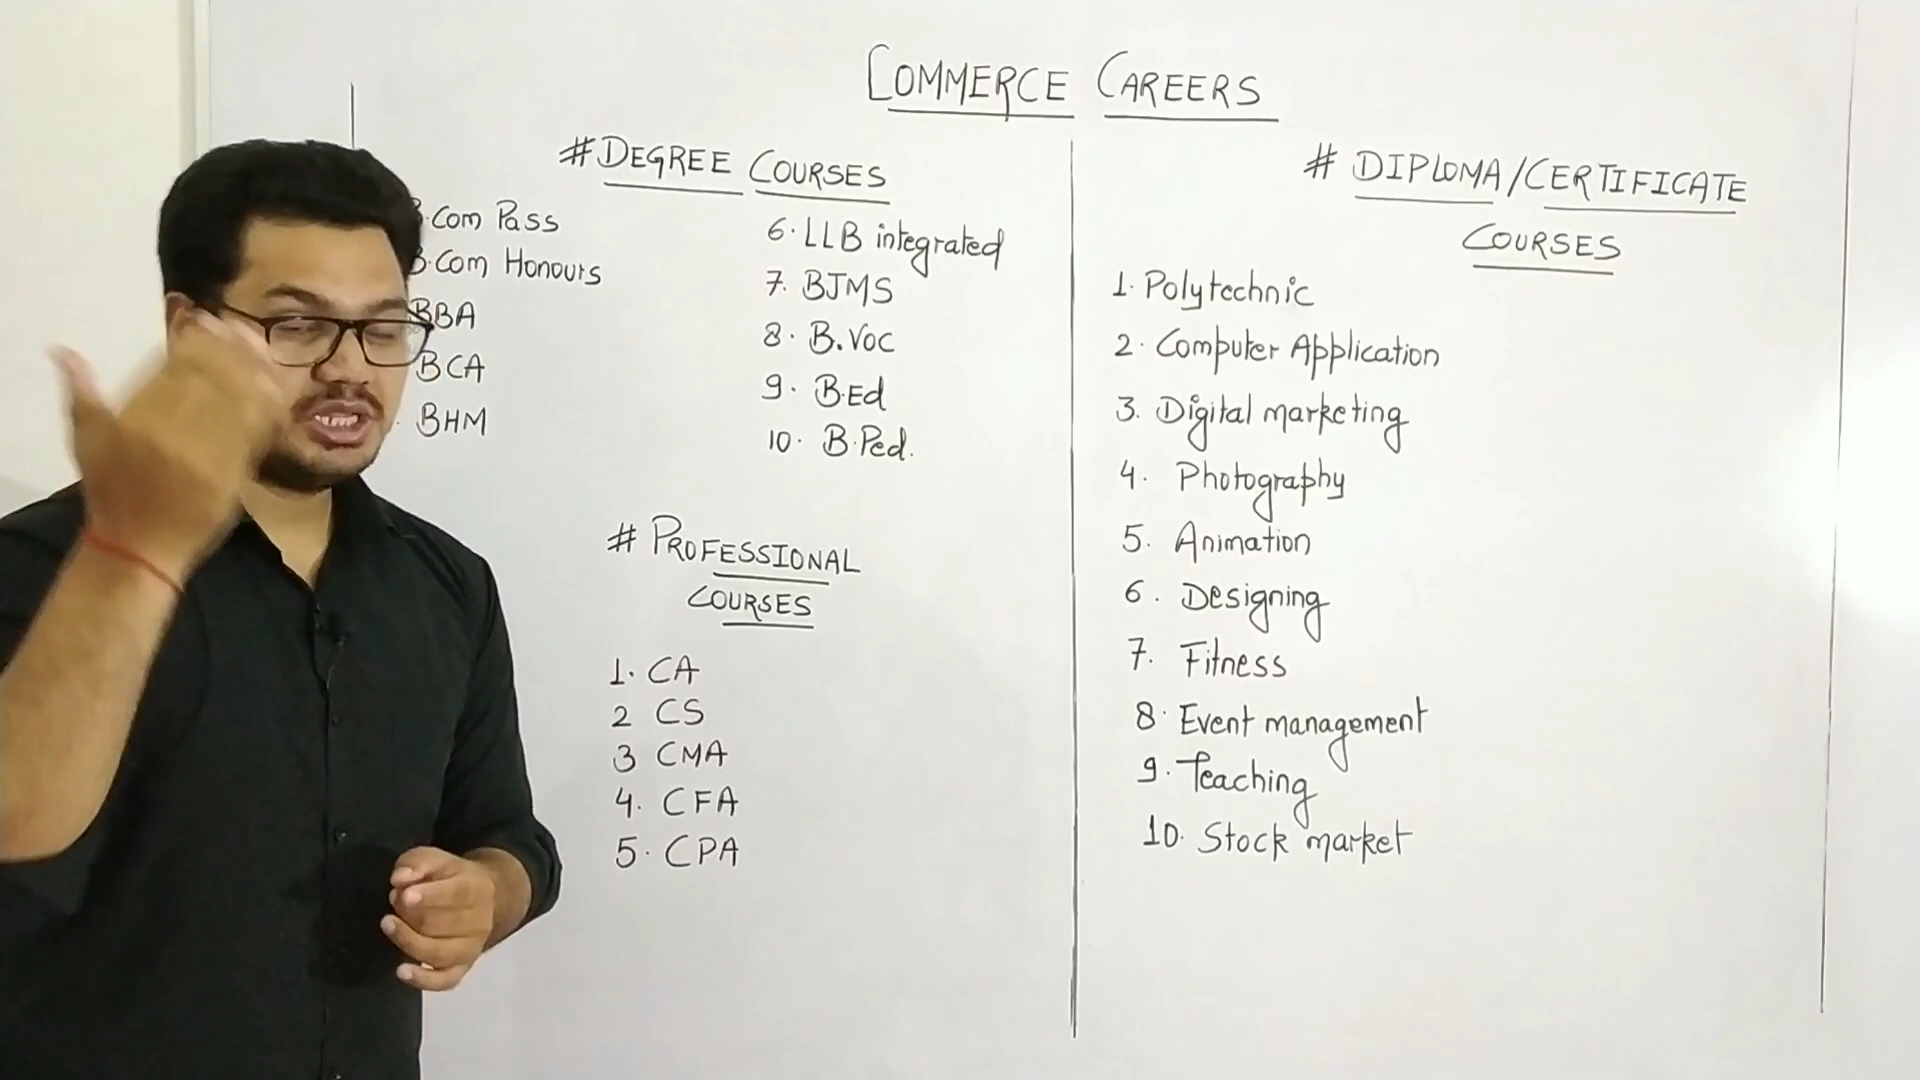 COMMERCE CAREERS
# DEGREE COURSES
B.Com Pass
B.Com Honours
BBA
BCA
BHM
6. LLB integrated
7. BJMS
8. B.Voc
9. B.Ed
10. B.Ped.
# PROFESSIONAL
COURSES
1. CA
2 CS
3 CMA
4. CFA
5. CPA
# DIPLOMA/CERTIFICATE
COURSES
1. Polytechnic
2. Computer Application
3. Digital marketing
4. Photography
5. Animation
6. Designing
7. Fitness
8. Event management
9. Teaching
10. Stock market